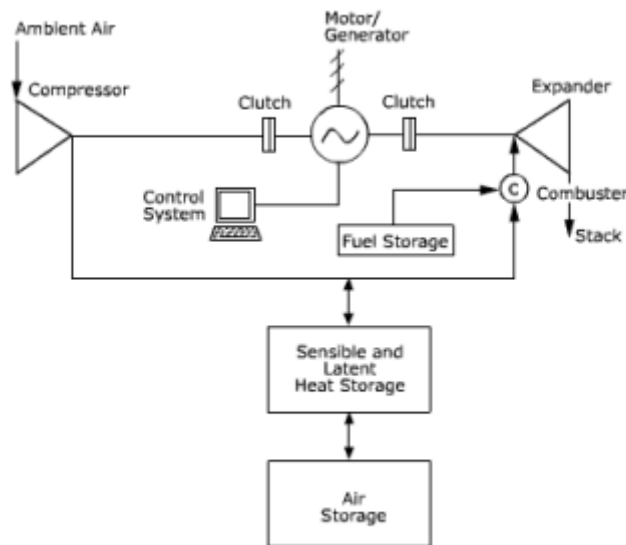 Motor/
Generator
Ambient Air
Compressor
Clutch
Clutch
Expander
Control
System
C
Combuster
Fuel Storage
Stack
Sensible and
Latent
Heat Storage
Air
Storage